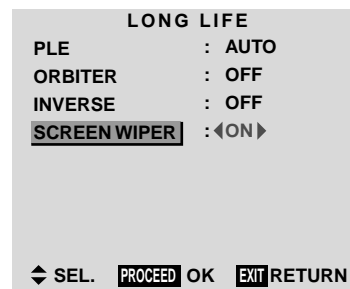 LONG LIFE
PLE : AUTO
ORBITER : OFF
INVERSE : OFF
SCREEN WIPER : ◀ON▶
SEL. PROCEED OK EXIT RETURN